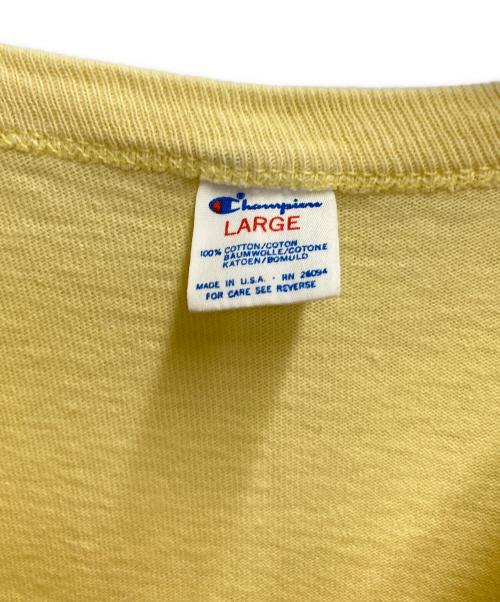 Champion
LARGE
100% COTTON/COTON
BAUMWOLLE/COTONE
KATOEN/BOMULD
MADE IN U.S.A. - RN 26094
FOR CARE SEE REVERSE